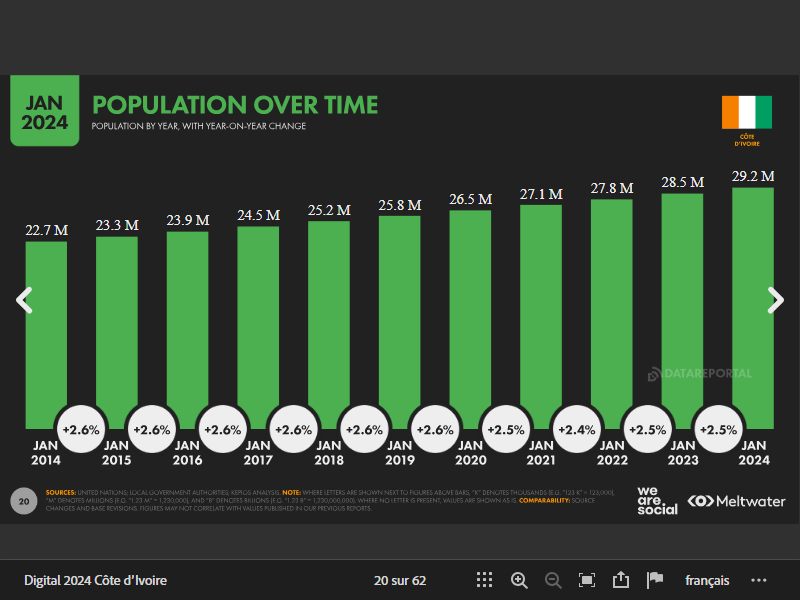 JAN
2024
POPULATION OVER TIME
POPULATION BY YEAR, WITH YEAR-ON-YEAR CHANGE
CÔTE
D'IVOIRE
22.7 M
23.3 M
23.9 M
24.5 M
25.2 M
25.8 M
26.5 M
27.1 M
27.8 M
28.5 M
29.2 M
DATAREPORTAL
+2.6%
+2.6%
+2.6%
+2.6%
+2.6%
+2.6%
+2.5%
+2.4%
+2.5%
+2.5%
JAN
2014
JAN
2015
JAN
2016
JAN
2017
JAN
2018
JAN
2019
JAN
2020
JAN
2021
JAN
2022
JAN
2023
JAN
2024
20
SOURCES: UNITED NATIONS; LOCAL GOVERNMENT AUTHORITIES; KEPIOS ANALYSIS. NOTE: WHERE LETTERS ARE SHOWN NEXT TO FIGURES ABOVE BARS, "K" DENOTES THOUSANDS (E.G. "123 K" = 123,000),
"M" DENOTES MILLIONS (E.G. "1.23 M" = 1,230,000), AND "B" DENOTES BILLIONS (E.G. "1.23 B" = 1,230,000,000). WHERE NO LETTER IS PRESENT, VALUES ARE SHOWN AS IS. COMPARABILITY: SOURCE
CHANGES AND BASE REVISIONS. FIGURES MAY NOT CORRELATE WITH VALUES PUBLISHED IN OUR PREVIOUS REPORTS.
we
are.
social
Meltwater
Digital 2024 Côte d'Ivoire
20 sur 62
français